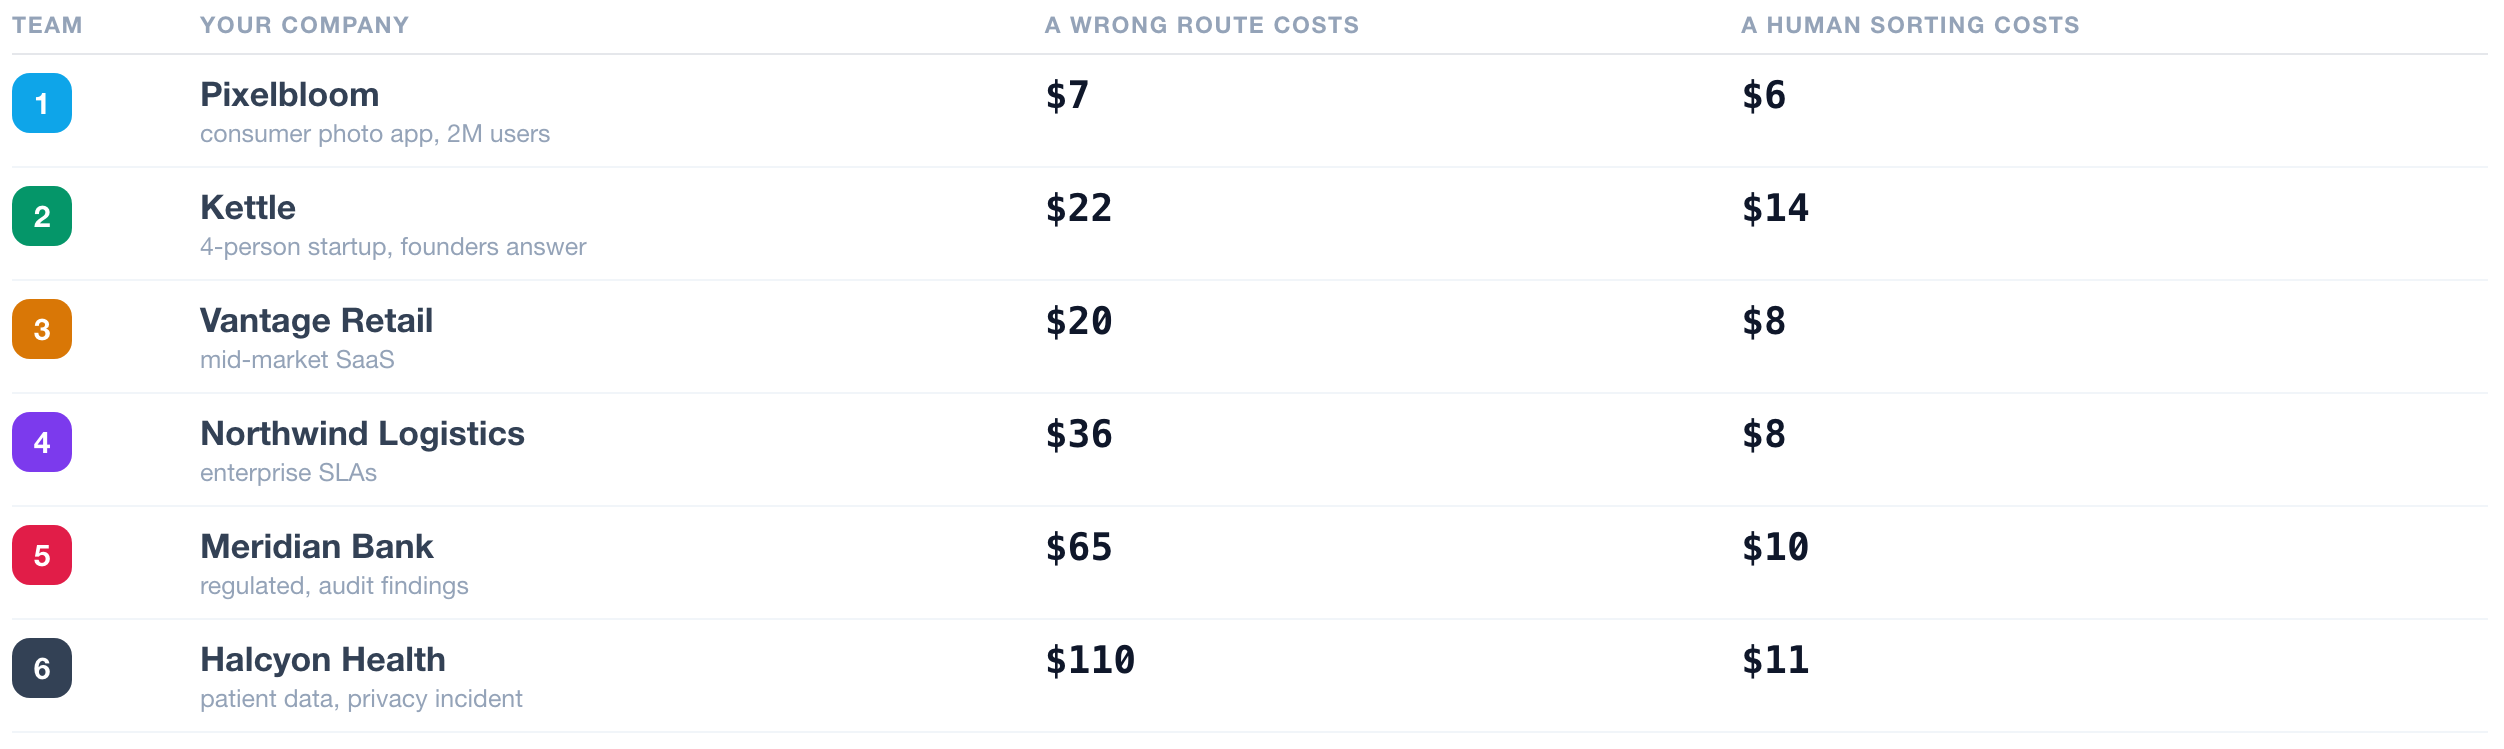 TEAM YOUR COMPANY A WRONG ROUTE COSTS A HUMAN SORTING COSTS
1 Pixelbloom $7 $6
consumer photo app, 2M users
2 Kettle $22 $14
4-person startup, founders answer
3 Vantage Retail $20 $8
mid-market SaaS
4 Northwind Logistics $36 $8
enterprise SLAs
5 Meridian Bank $65 $10
regulated, audit findings
6 Halcyon Health $110 $11
patient data, privacy incident